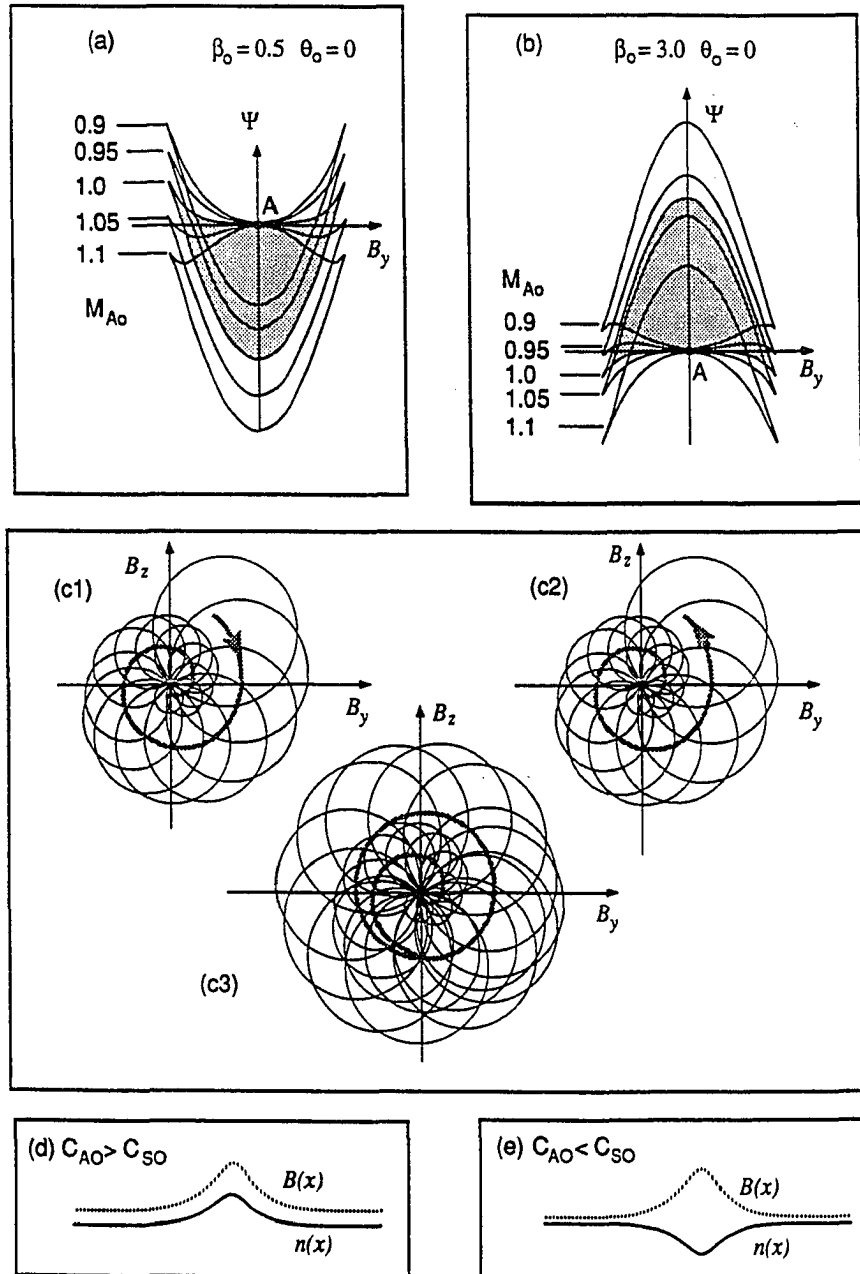 (a)
β₀ = 0.5 θ₀ = 0
Ψ
0.9
0.95
1.0
1.05
1.1
A
B_y
M_Ao
(b)
β₀ = 3.0 θ₀ = 0
Ψ
M_Ao
0.9
0.95
1.0
1.05
1.1
A
B_y
(c1)
B_z
B_y
(c2)
B_z
B_y
B_z
B_y
(c3)
(d) C_AO > C_SO
B(x)
n(x)
(e) C_AO < C_SO
B(x)
n(x)